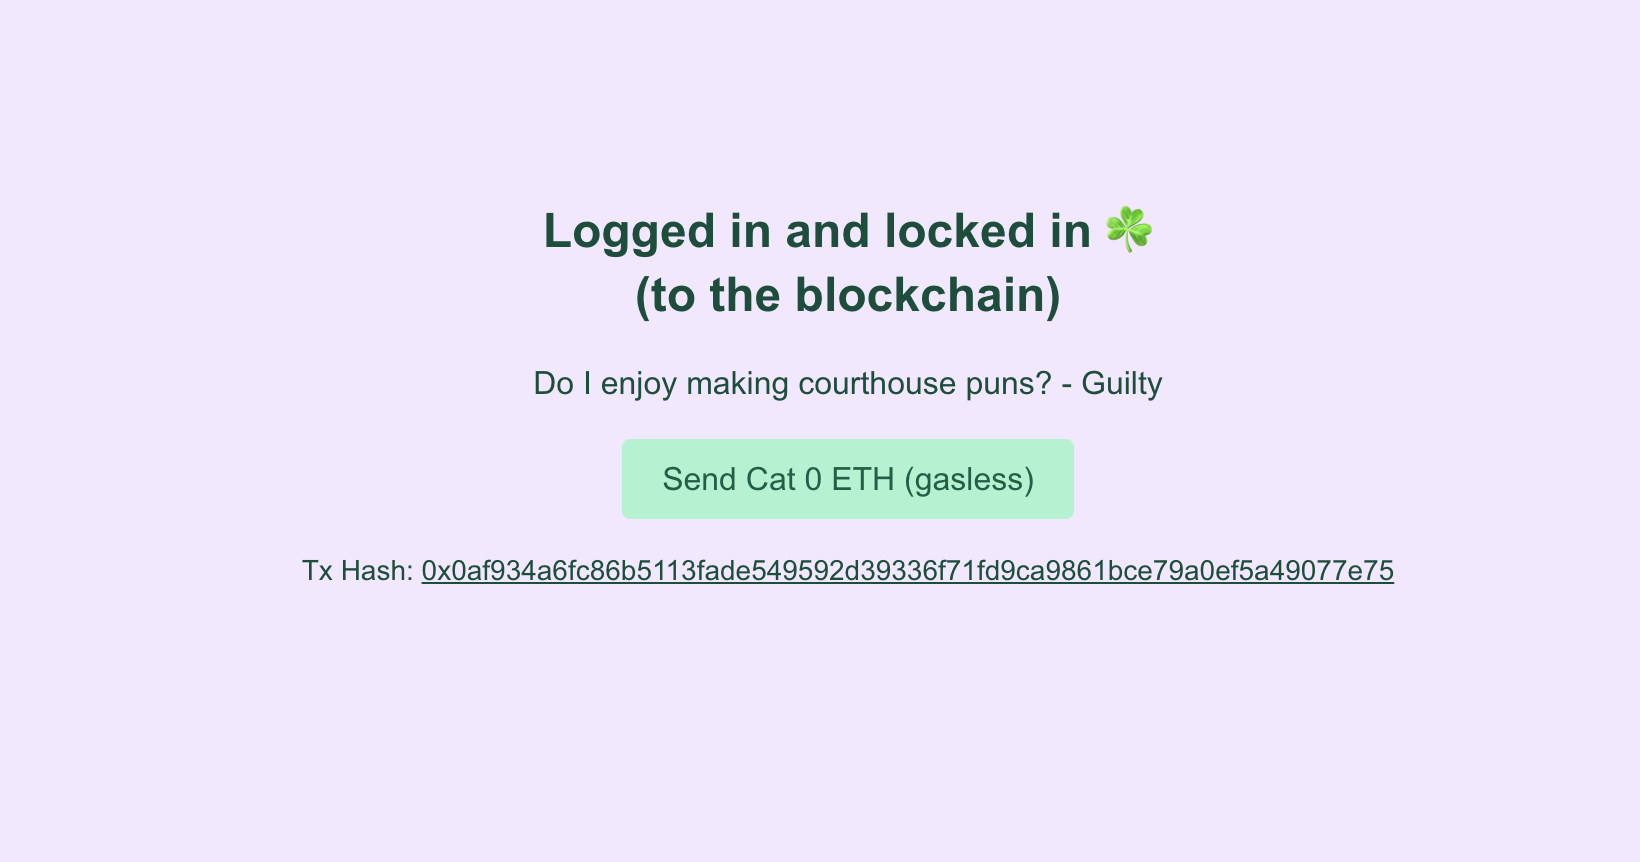 Logged in and locked in ☘️
(to the blockchain)
Do I enjoy making courthouse puns? - Guilty
Send Cat 0 ETH (gasless)
Tx Hash: 0x0af934a6fc86b5113fade549592d39336f71fd9ca9861bce79a0ef5a49077e75